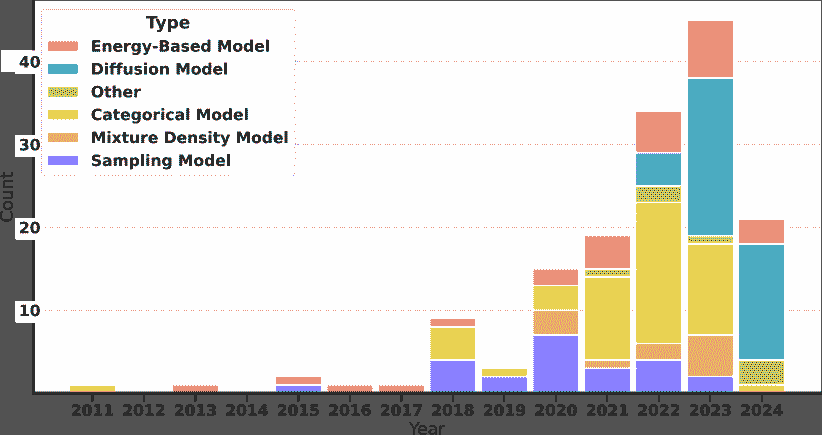 Type
Energy-Based Model
Diffusion Model
Other
Categorical Model
Mixture Density Model
Sampling Model
40
30
20
10
Count
2011 2012 2013 2014 2015 2016 2017 2018 2019 2020 2021 2022 2023 2024
Year